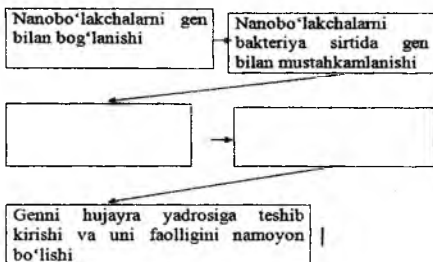 Nanobo‘lakchalarni gen
bilan bog‘lanishi
Nanobo‘lakchalarni
bakteriya sirtida gen
bilan mustahkamlanishi
Genni hujayra yadrosiga teshib
kirishi va uni faolligini namoyon
bo‘lishi